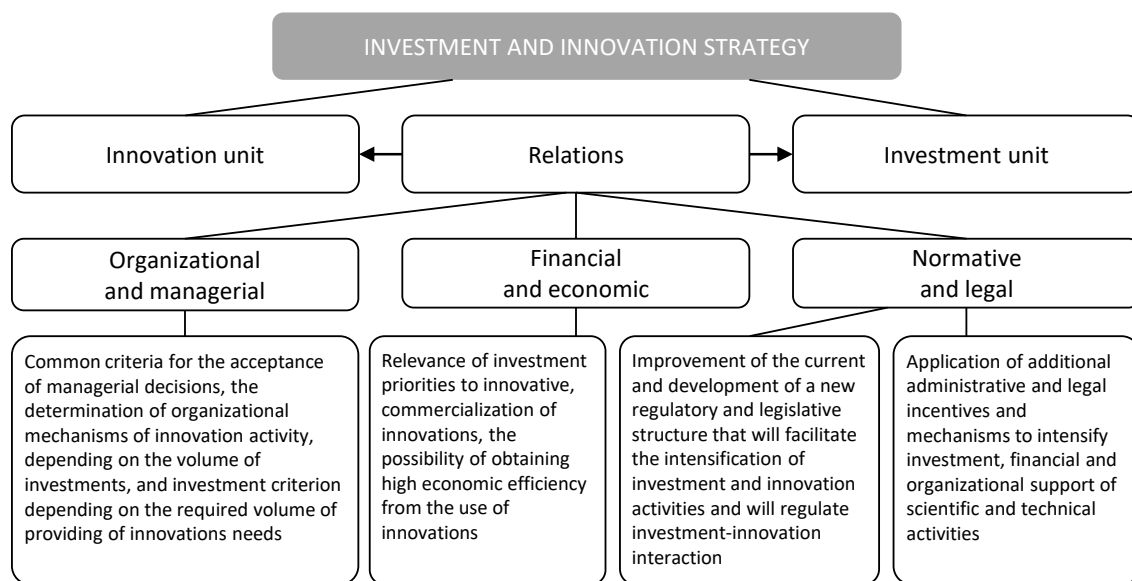 INVESTMENT AND INNOVATION STRATEGY
Innovation unit
Relations
Investment unit
Organizational
and managerial
Financial
and economic
Normative
and legal
Common criteria for the acceptance
of managerial decisions, the
determination of organizational
mechanisms of innovation activity,
depending on the volume of
investments, and investment criterion
depending on the required volume of
providing of innovations needs
Relevance of investment
priorities to innovative,
commercialization of
innovations, the
possibility of obtaining
high economic efficiency
from the use of
innovations
Improvement of the current
and development of a new
regulatory and legislative
structure that will facilitate
the intensification of
investment and innovation
activities and will regulate
investment-innovation
interaction
Application of additional
administrative and legal
incentives and
mechanisms to intensify
investment, financial and
organizational support of
scientific and technical
activities